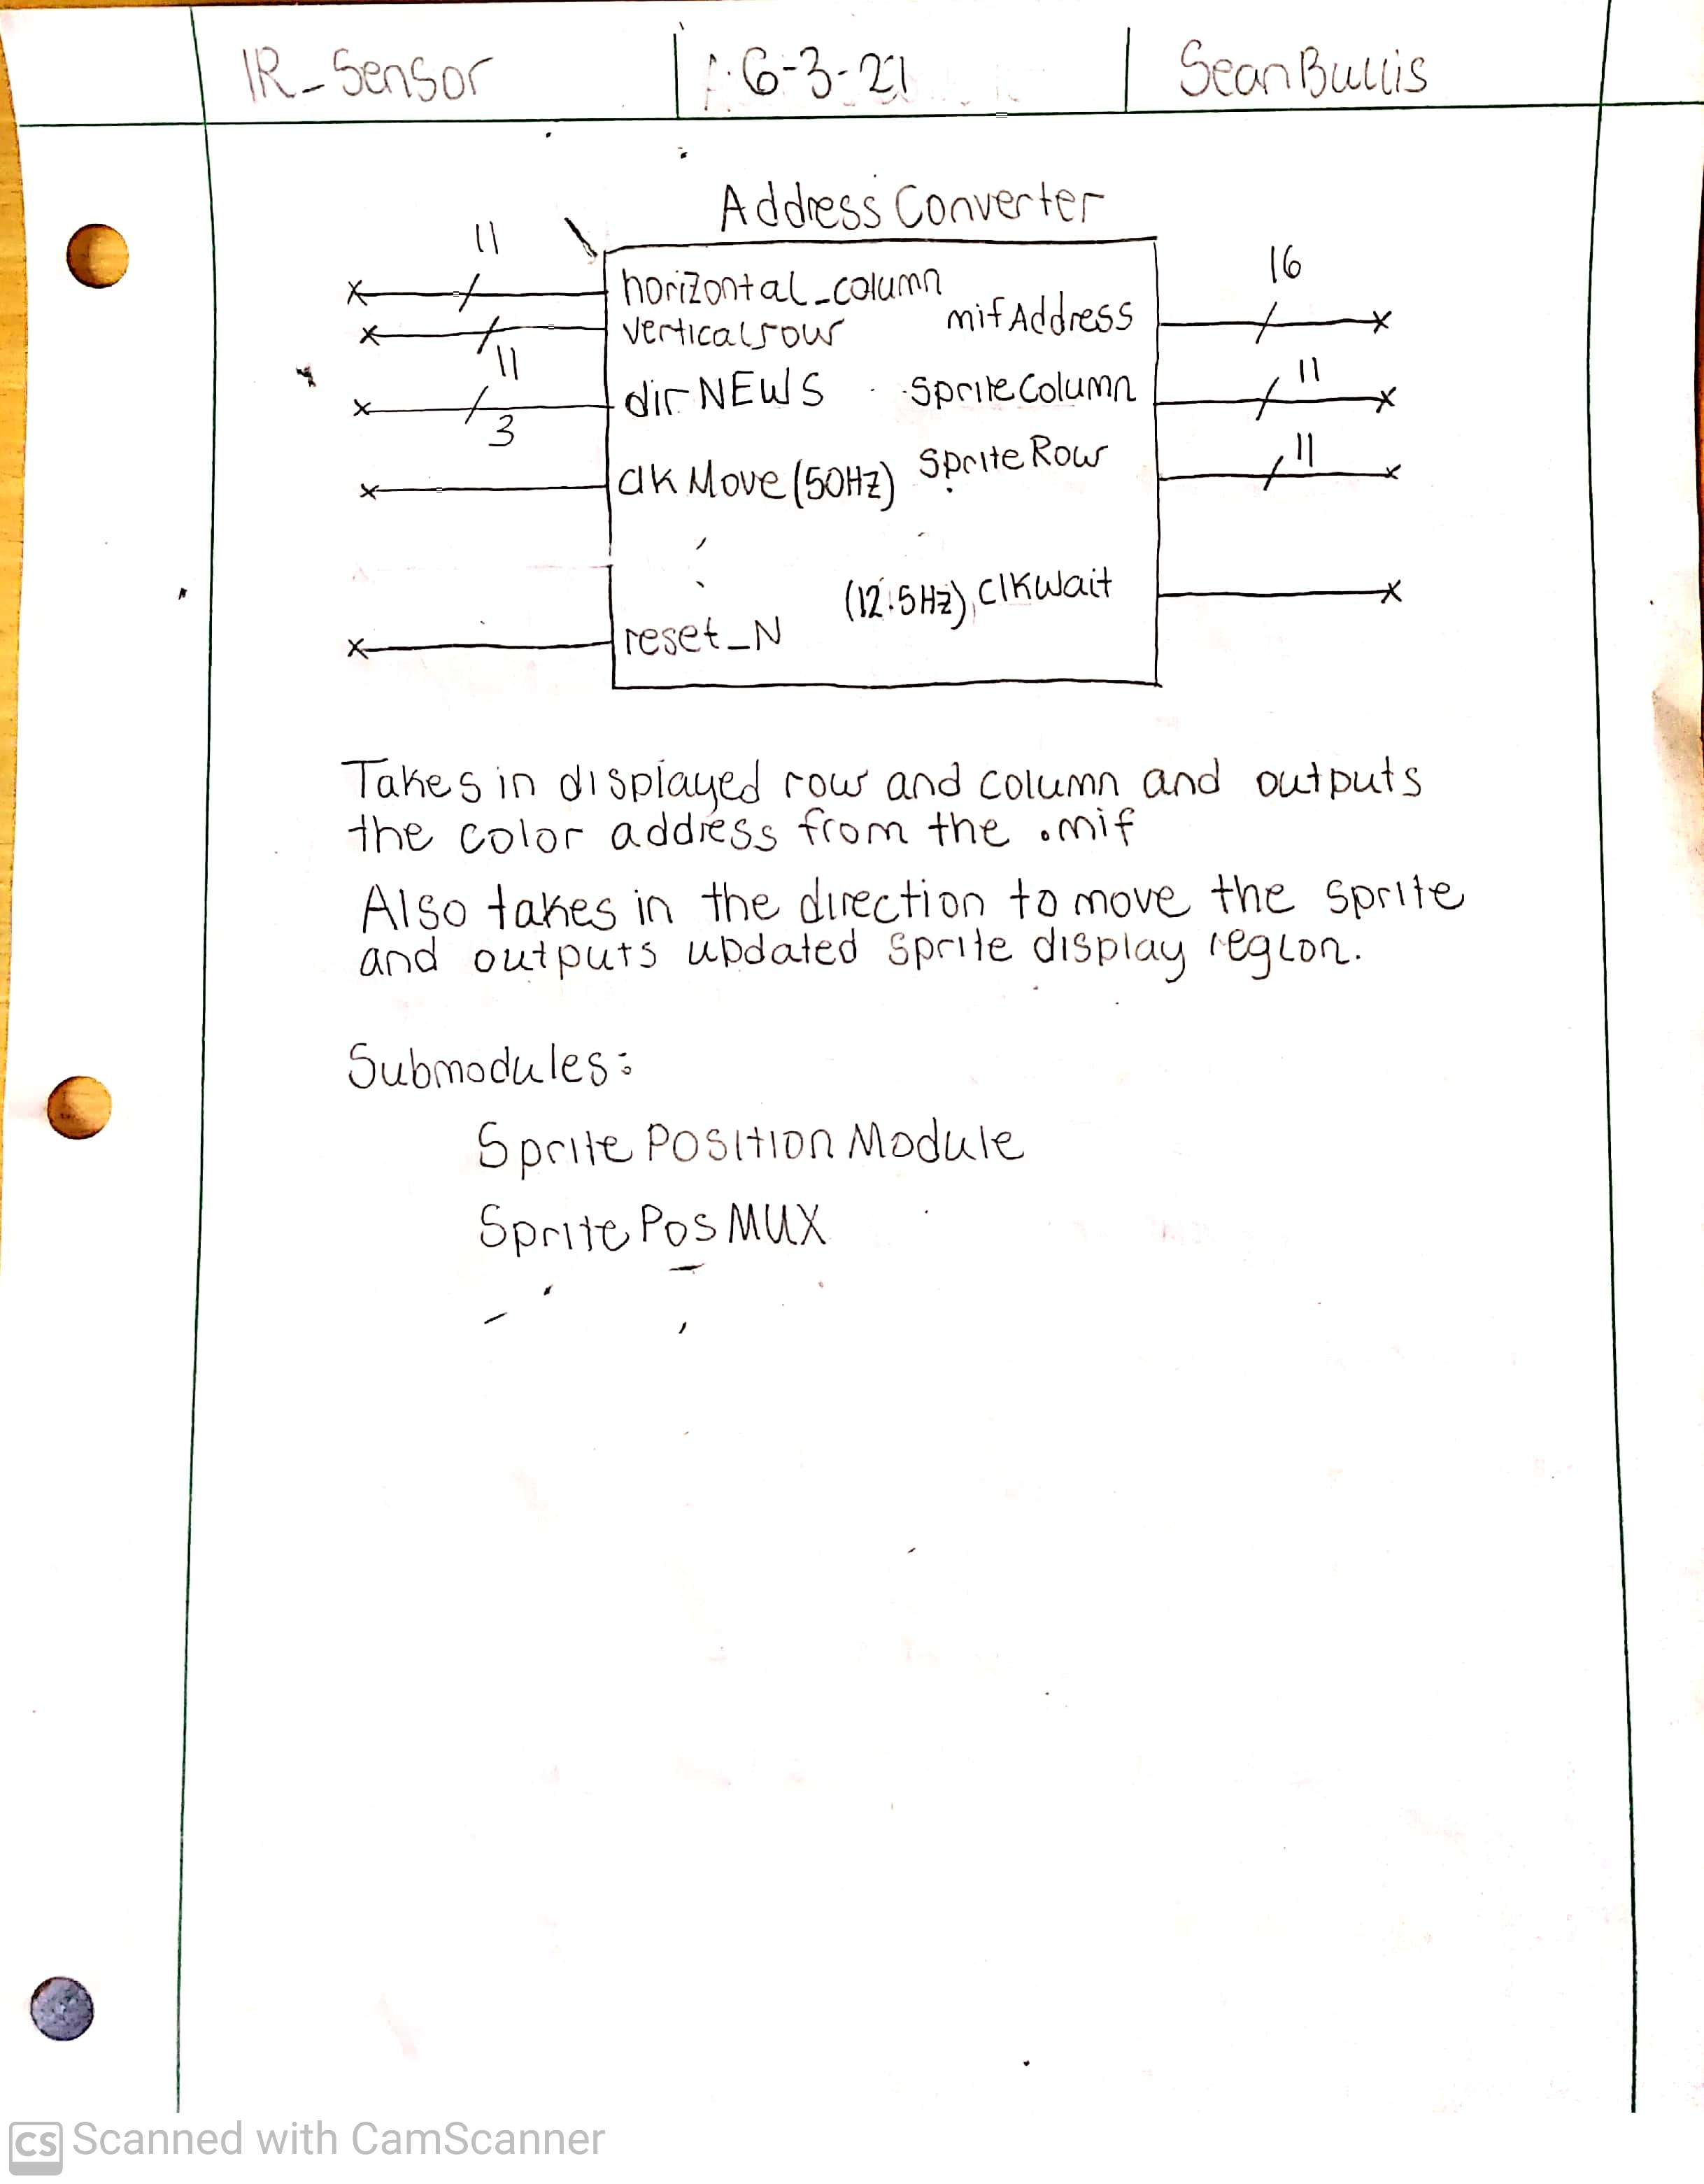 IR_Sensor 6-3-21 Sean Bullis
Address Converter
11
horizontal_column
16
mifAddress
verticalrow
11
dirNEWS
3
SpriteColumn
11
SpriteRow
11
clkMove (50HZ)
(12.5HZ) clkWait
reset_N
Takes in displayed row and column and outputs
the color address from the .mif
Also takes in the direction to move the sprite
and outputs updated sprite display region.
Submodules:
Sprite Position Module
Sprite Pos MUX
CS Scanned with CamScanner